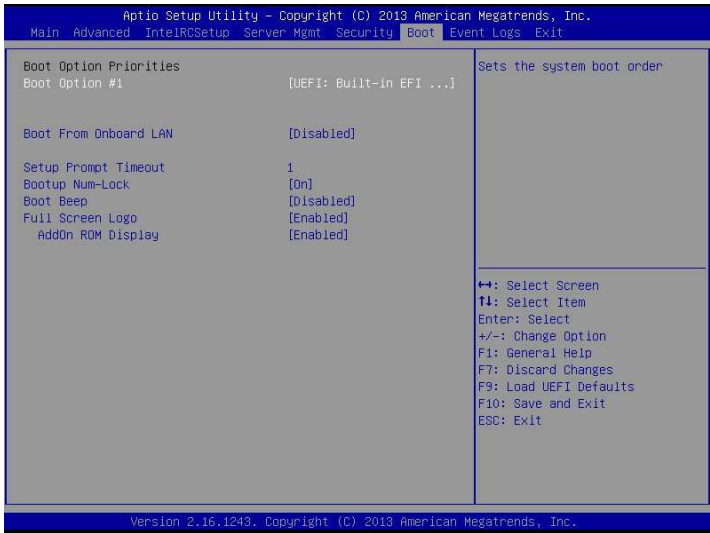 Aptio Setup Utility – Copyright (C) 2013 American Megatrends, Inc.
Main Advanced IntelRCSetup Server Mgmt Security Boot Event Logs Exit
Boot Option Priorities
Boot Option #1 [UEFI: Built-in EFI ...]
Boot From Onboard LAN [Disabled]
Setup Prompt Timeout 1
Bootup Num-Lock [On]
Boot Beep [Disabled]
Full Screen Logo [Enabled]
AddOn ROM Display [Enabled]
Sets the system boot order
↔: Select Screen
↑↓: Select Item
Enter: Select
+/-: Change Option
F1: General Help
F7: Discard Changes
F9: Load UEFI Defaults
F10: Save and Exit
ESC: Exit
Version 2.16.1243. Copyright (C) 2013 American Megatrends, Inc.